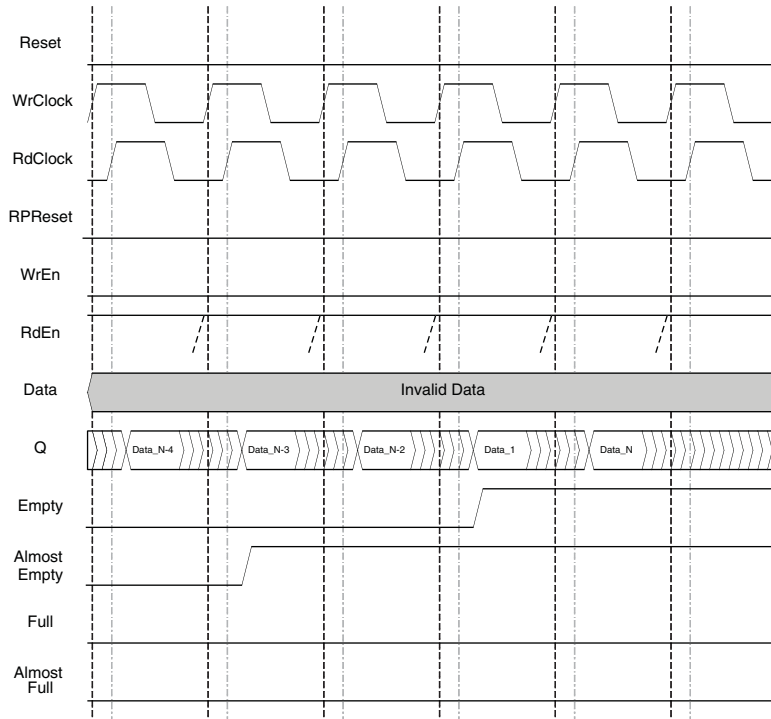 Reset
WrClock
RdClock
RPReset
WrEn
RdEn
Data
Invalid Data
Q
Data_N-4
Data_N-3
Data_N-2
Data_1
Data_N
Empty
Almost
Empty
Full
Almost
Full